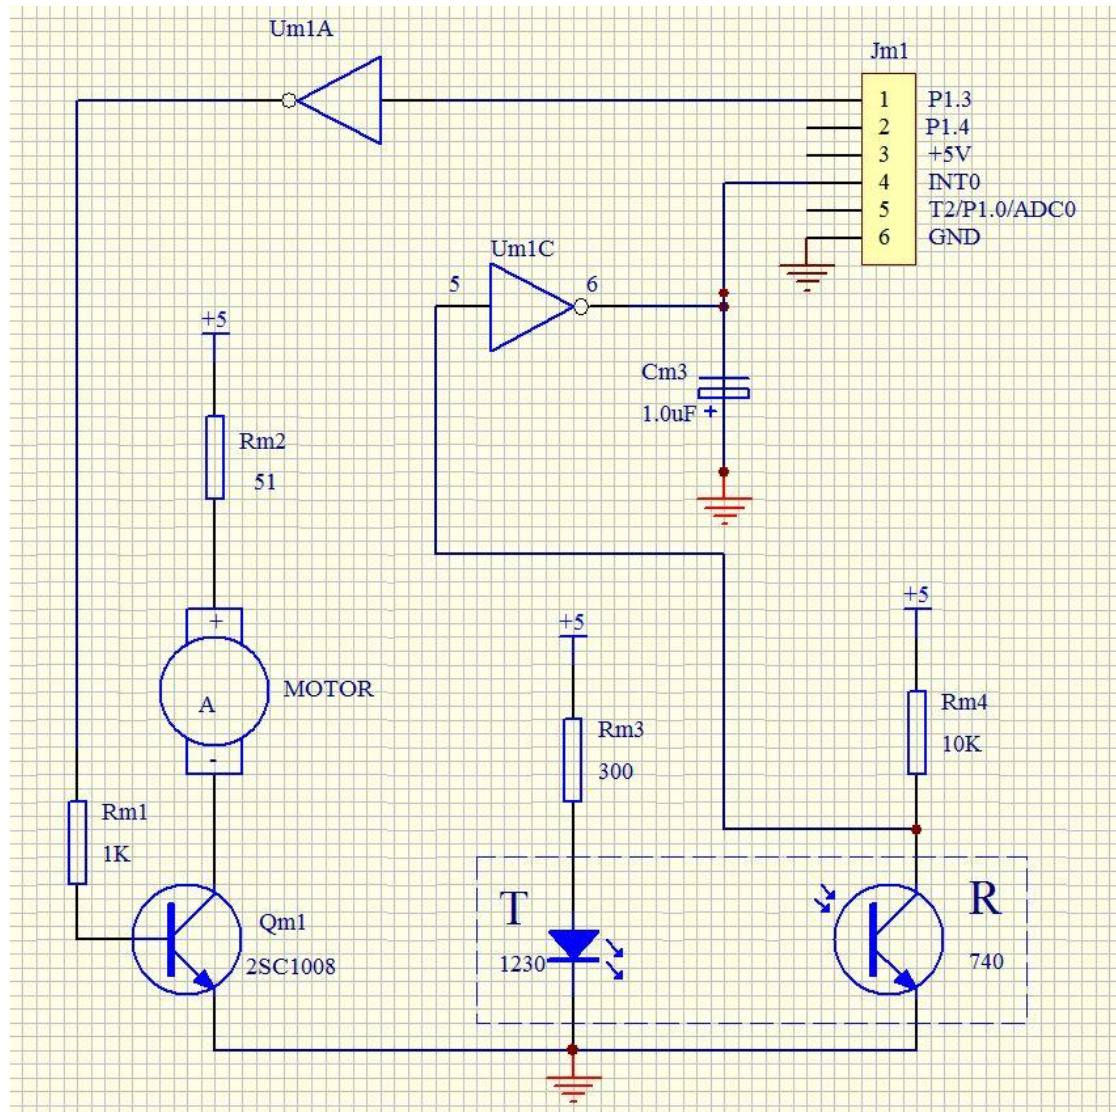 Um1A
Jm1
1 P1.3
2 P1.4
3 +5V
4 INT0
5 T2/P1.0/ADC0
6 GND
Um1C
5 6
+5
Cm3
1.0uF +
Rm2
51
+5
+5
+
MOTOR
A
-
Rm3
300
Rm4
10K
Rm1
1K
T
R
Qm1
2SC1008
1230
740